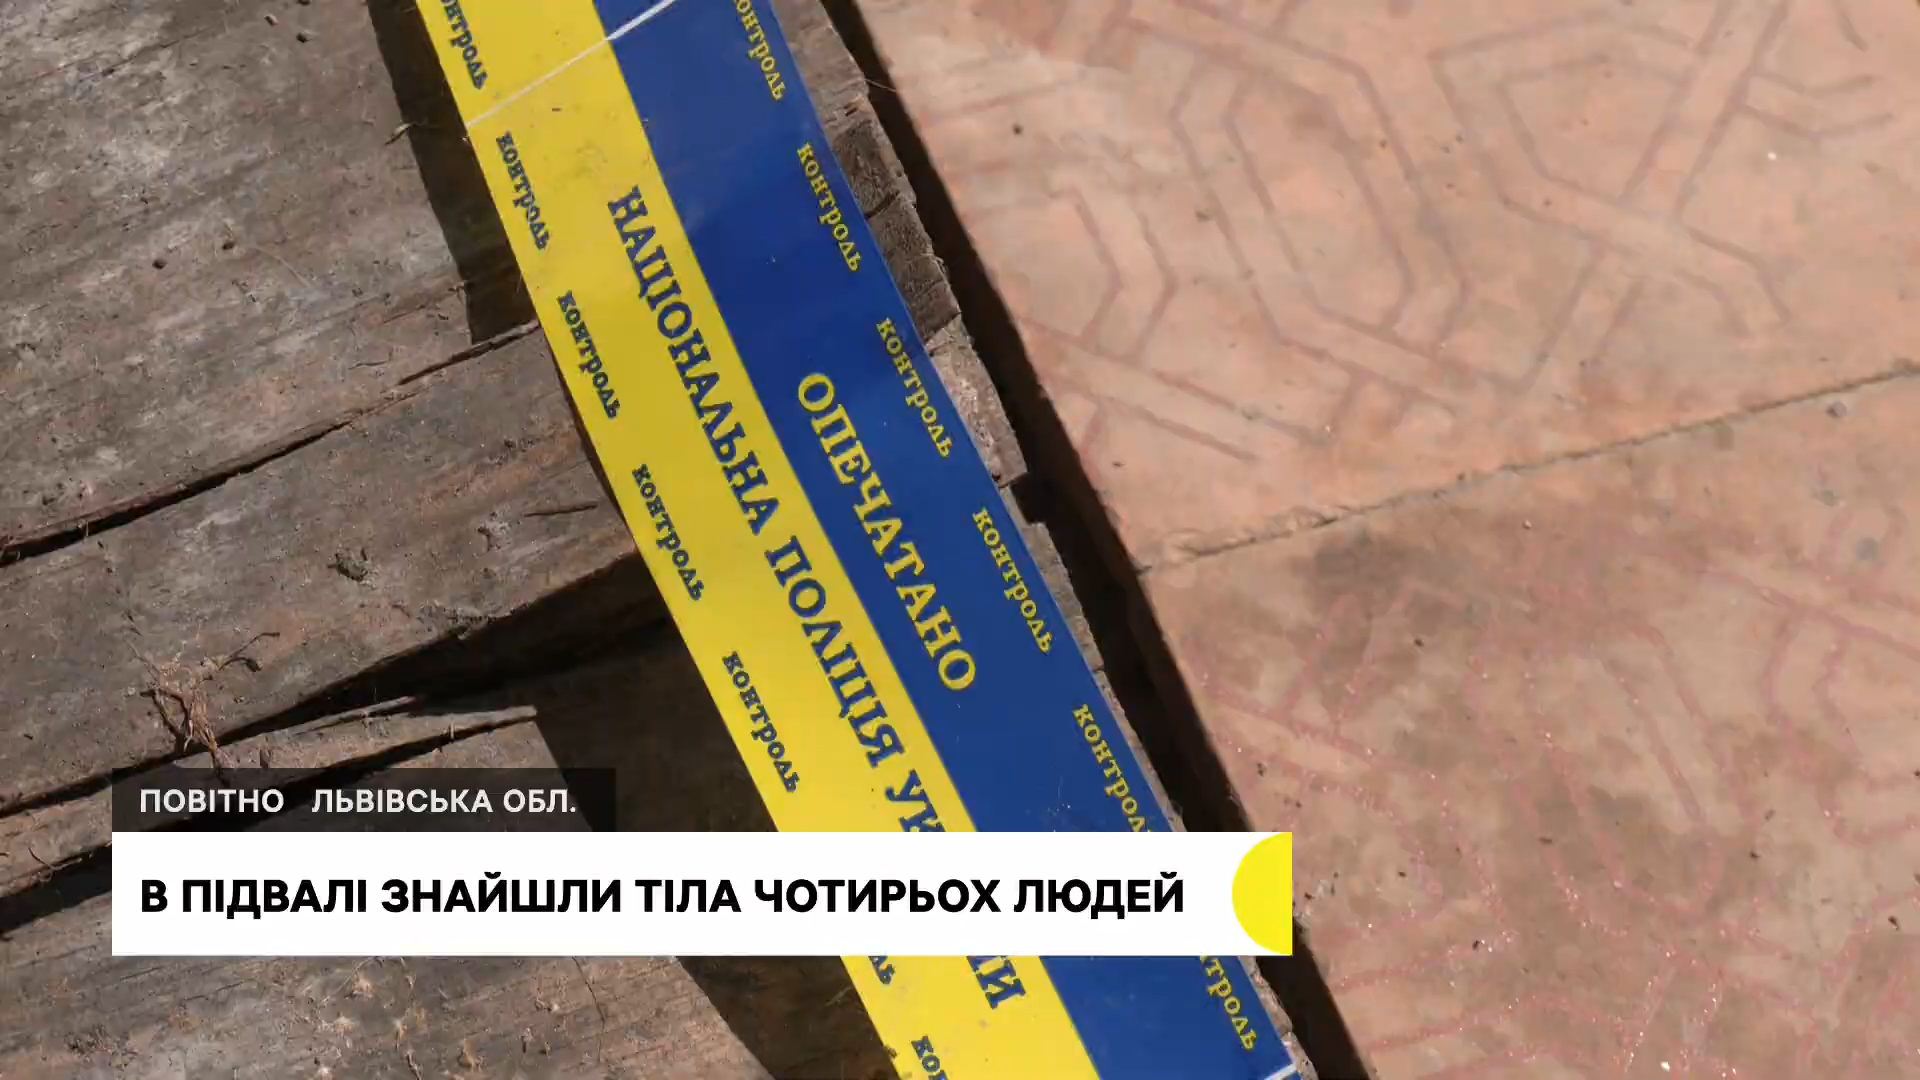 контроль
контроль
контроль
контроль
контроль
контроль
НАЦІОНАЛЬНА ПОЛІЦІЯ
ОПЕЧАТАНО
контроль
контроль
контроль
контроль
ПОВІТНО ЛЬВІВСЬКА ОБЛ.
В ПІДВАЛІ ЗНАЙШЛИ ТІЛА ЧОТИРЬОХ ЛЮДЕЙ